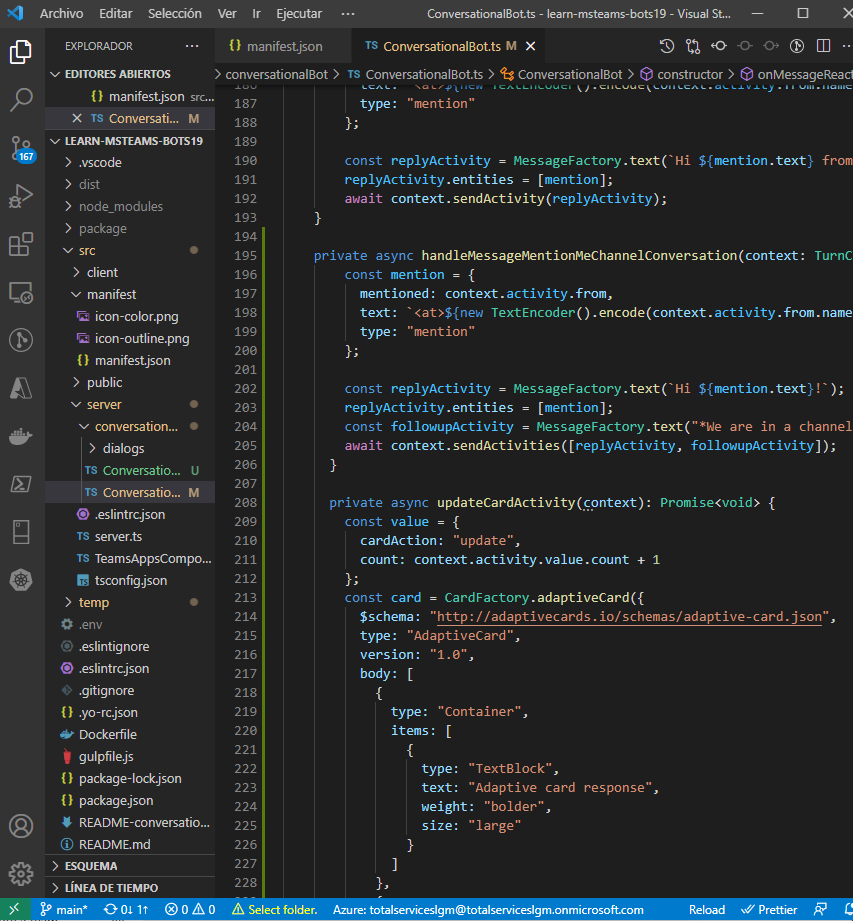 Archivo Editar Selección Ver Ir Ejecutar ··· ConversationalBot.ts - learn-msteams-bots19 - Visual St...
EXPLORADOR ···
EDITORES ABIERTOS
{} manifest.json src...
TS Conversati... M
LEARN-MSTEAMS-BOTS19
.vscode
dist
node_modules
package
src
client
manifest
icon-color.png
icon-outline.png
{} manifest.json
public
server
conversation...
dialogs
TS Conversatio... U
TS Conversatio... M
.eslintrc.json
TS server.ts
TS TeamsAppsCompo...
tsconfig.json
temp
.env
.eslintignore
.eslintrc.json
.gitignore
{} .yo-rc.json
Dockerfile
gulpfile.js
{} package-lock.json
{} package.json
README-conversatio...
README.md
ESQUEMA
LÍNEA DE TIEMPO
167
{} manifest.json
TS ConversationalBot.ts M
conversationalBot > TS ConversationalBot.ts > ConversationalBot > constructor > onMessageReact
186 text: `<at>${new TextEncoder().encode(context.activity.from.name
187 type: "mention"
188 };
189
190 const replyActivity = MessageFactory.text(`Hi ${mention.text} from
191 replyActivity.entities = [mention];
192 await context.sendActivity(replyActivity);
193 }
194
195 private async handleMessageMentionMeChannelConversation(context: TurnC
196 const mention = {
197 mentioned: context.activity.from,
198 text: `<at>${new TextEncoder().encode(context.activity.from.name
199 type: "mention"
200 };
201
202 const replyActivity = MessageFactory.text(`Hi ${mention.text}!`);
203 replyActivity.entities = [mention];
204 const followupActivity = MessageFactory.text("*We are in a channel
205 await context.sendActivities([replyActivity, followupActivity]);
206 }
207
208 private async updateCardActivity(context): Promise<void> {
209 const value = {
210 cardAction: "update",
211 count: context.activity.value.count + 1
212 };
213 const card = CardFactory.adaptiveCard({
214 $schema: "http://adaptivecards.io/schemas/adaptive-card.json",
215 type: "AdaptiveCard",
216 version: "1.0",
217 body: [
218 {
219 type: "Container",
220 items: [
221 {
222 type: "TextBlock",
223 text: "Adaptive card response",
224 weight: "bolder",
225 size: "large"
226 }
227 ]
228 },
main* 0↓ 1↑ 0 0 Select folder. Azure: totalserviceslgm@totalserviceslgm.onmicrosoft.com Reload Prettier